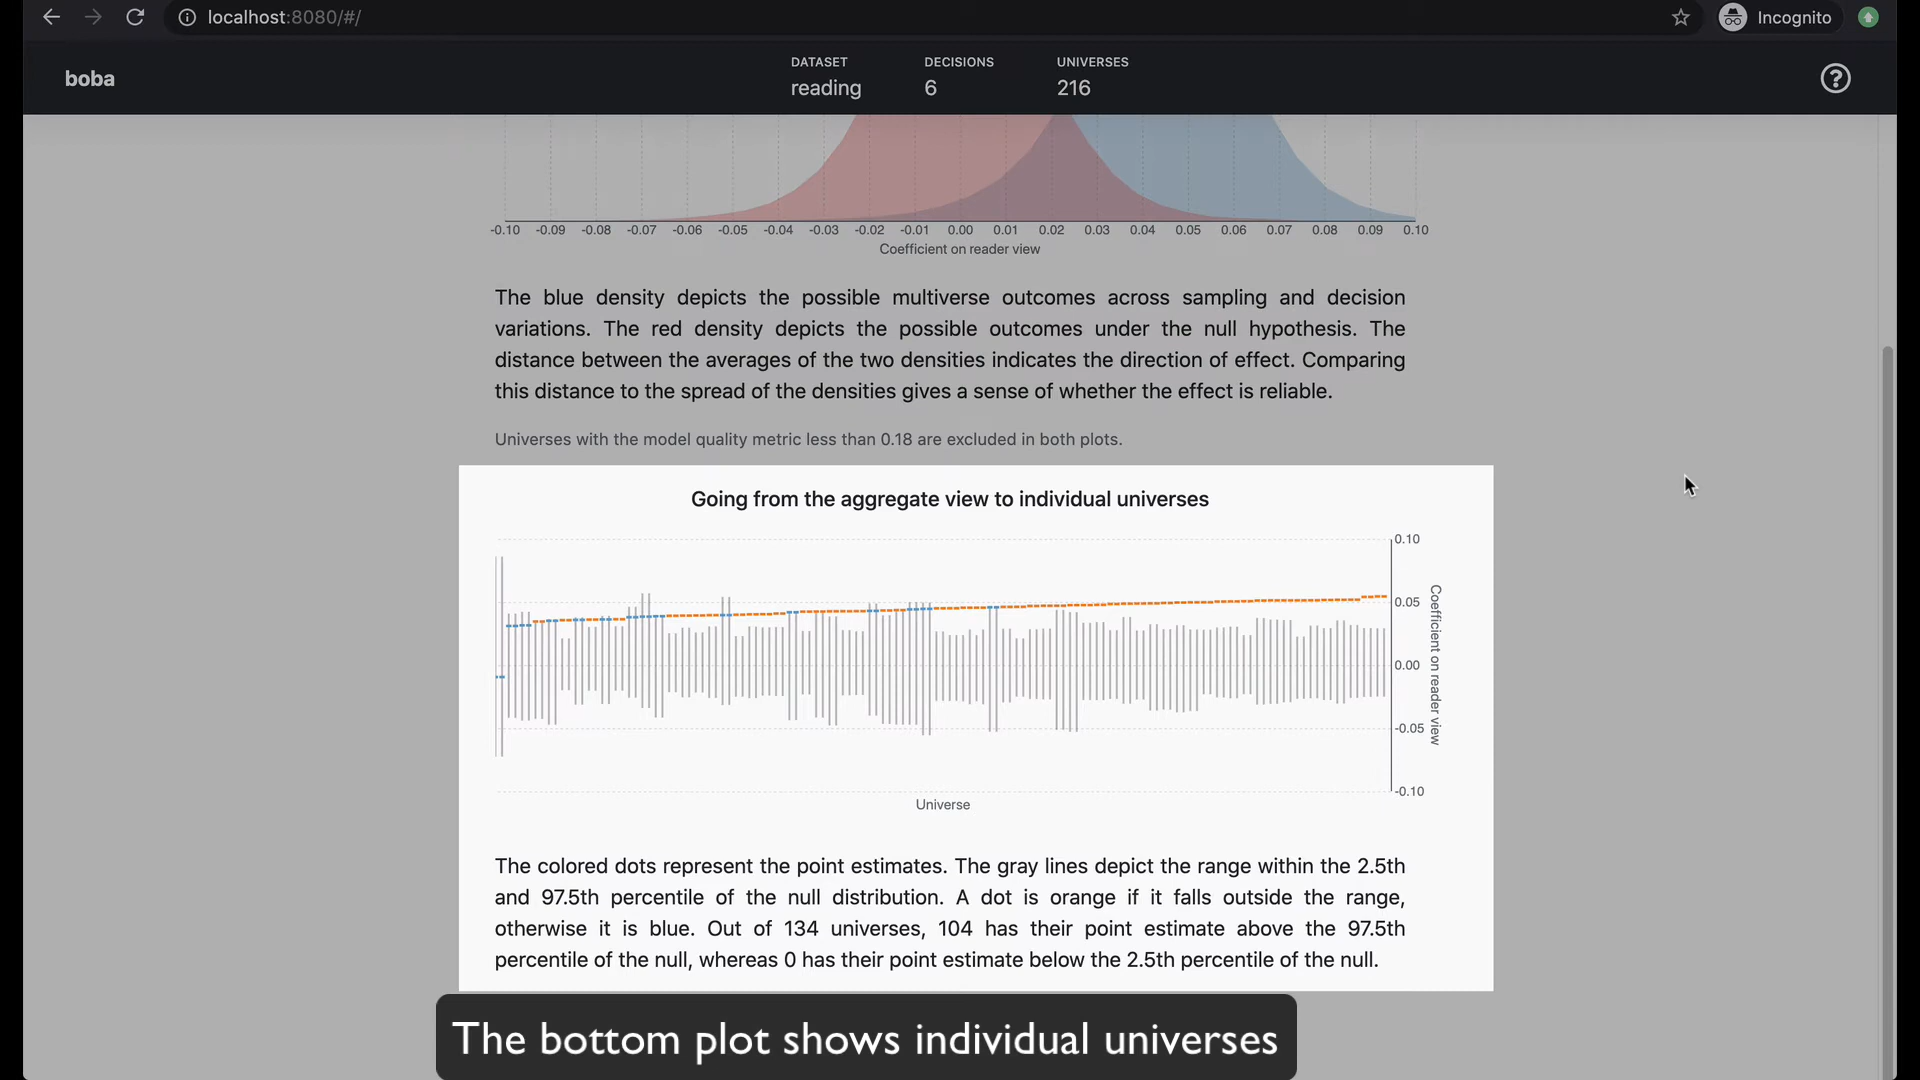 localhost:8080/#/
Incognito
boba
DATASET
reading
DECISIONS
6
UNIVERSES
216
?
-0.10 -0.09 -0.08 -0.07 -0.06 -0.05 -0.04 -0.03 -0.02 -0.01 0.00 0.01 0.02 0.03 0.04 0.05 0.06 0.07 0.08 0.09 0.10
Coefficient on reader view
The blue density depicts the possible multiverse outcomes across sampling and decision
variations. The red density depicts the possible outcomes under the null hypothesis. The
distance between the averages of the two densities indicates the direction of effect. Comparing
this distance to the spread of the densities gives a sense of whether the effect is reliable.
Universes with the model quality metric less than 0.18 are excluded in both plots.
Going from the aggregate view to individual universes
0.10
0.05
0.00
-0.05
-0.10
Coefficient on reader view
Universe
The colored dots represent the point estimates. The gray lines depict the range within the 2.5th
and 97.5th percentile of the null distribution. A dot is orange if it falls outside the range,
otherwise it is blue. Out of 134 universes, 104 has their point estimate above the 97.5th
percentile of the null, whereas 0 has their point estimate below the 2.5th percentile of the null.
The bottom plot shows individual universes